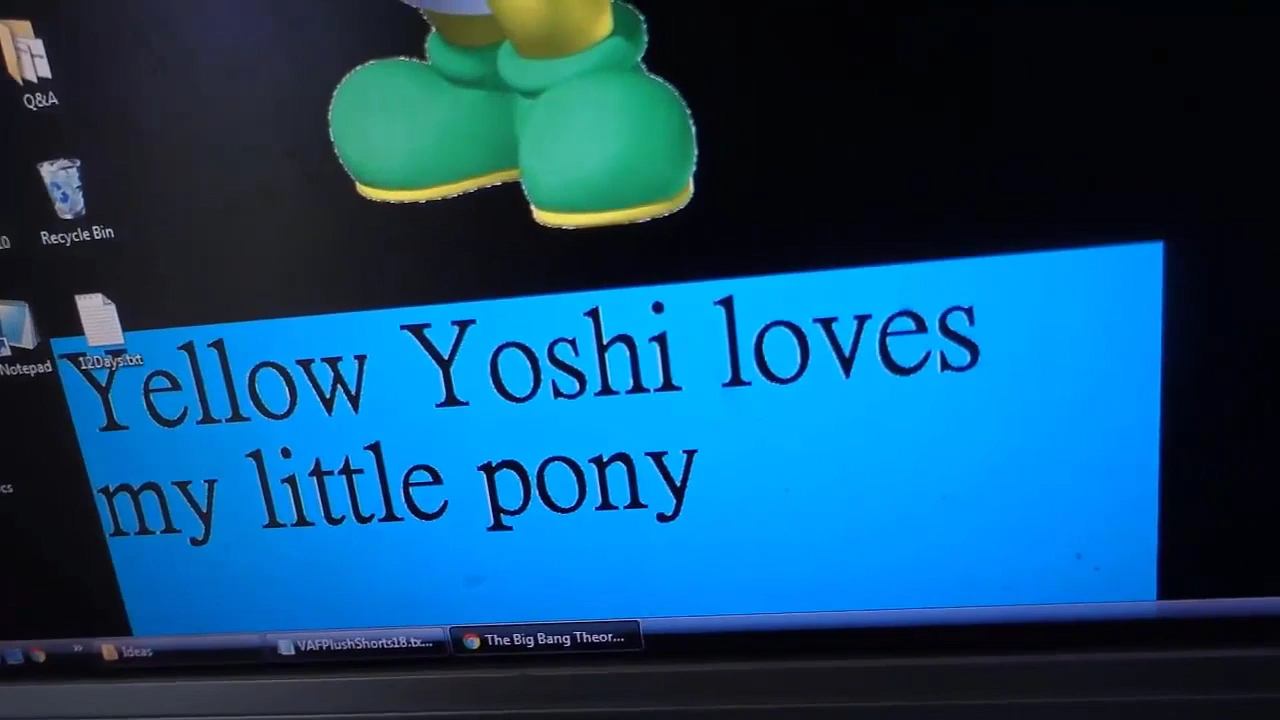 Q&A
Recycle Bin
Notepad
12Days.txt
Yellow Yoshi loves
my little pony
Ideas
VAFPlushShorts18.tx...
The Big Bang Theor...